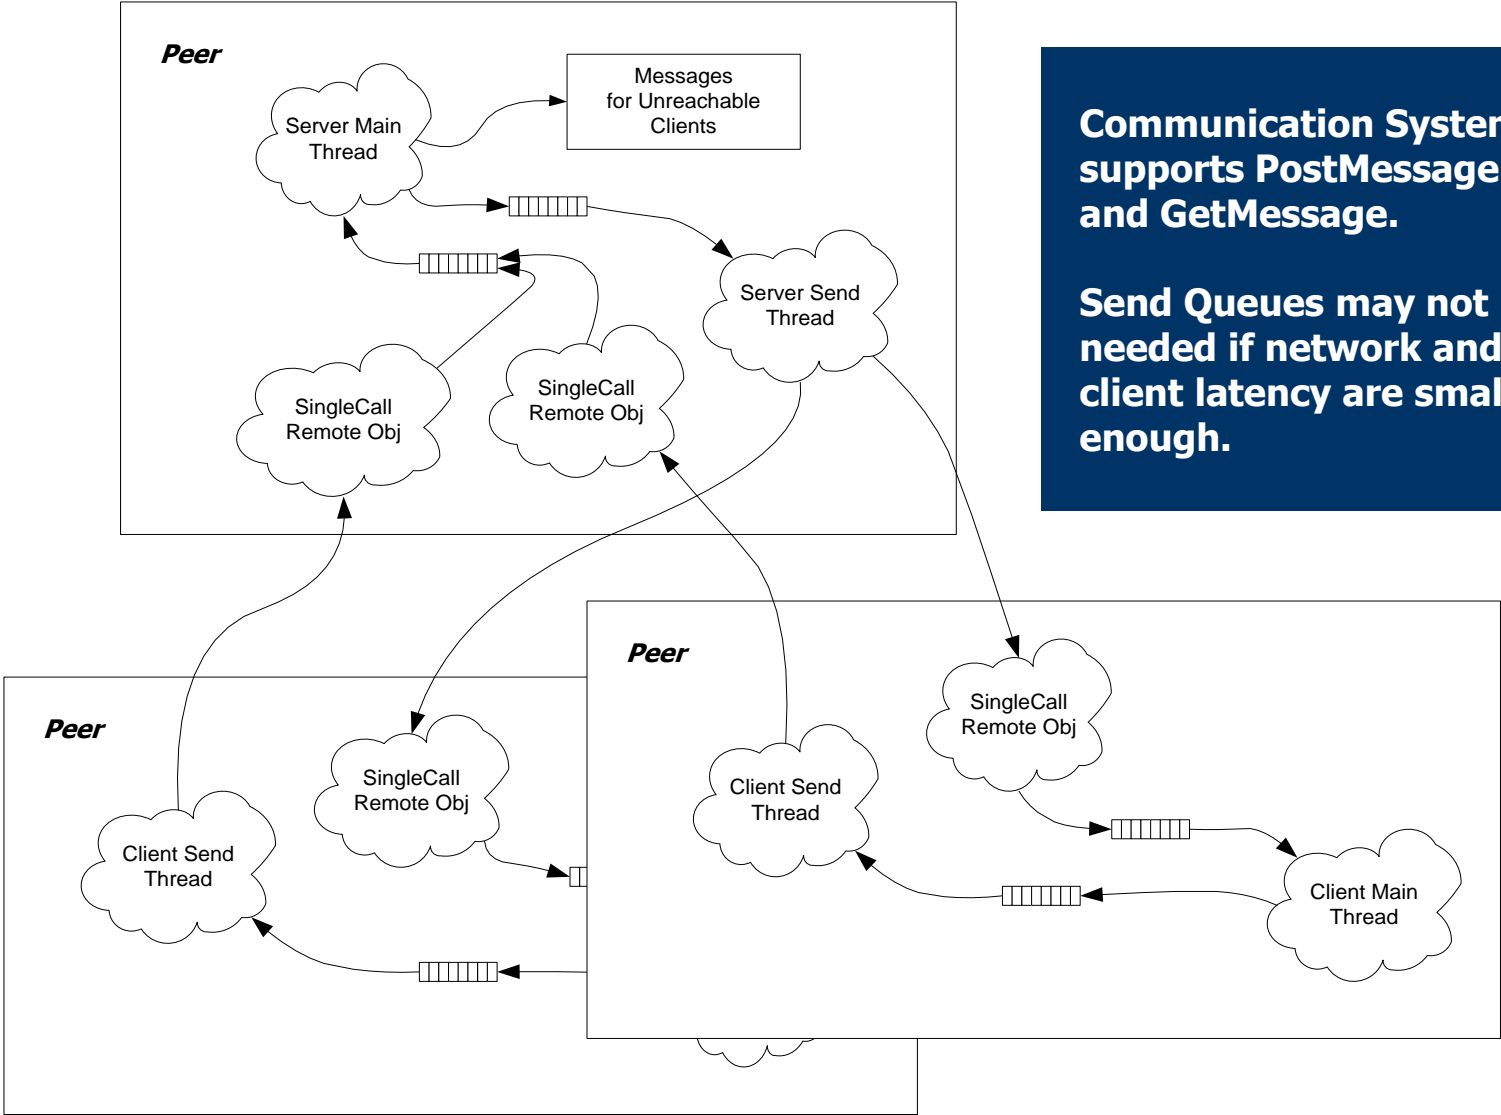 Peer
Messages
for Unreachable
Clients
Server Main
Thread
Server Send
Thread
SingleCall
Remote Obj
SingleCall
Remote Obj
Communication System
supports PostMessage
and GetMessage.
Send Queues may not
needed if network and
client latency are small
enough.
Peer
SingleCall
Remote Obj
Client Send
Thread
Client Main
Thread
Peer
SingleCall
Remote Obj
Client Send
Thread